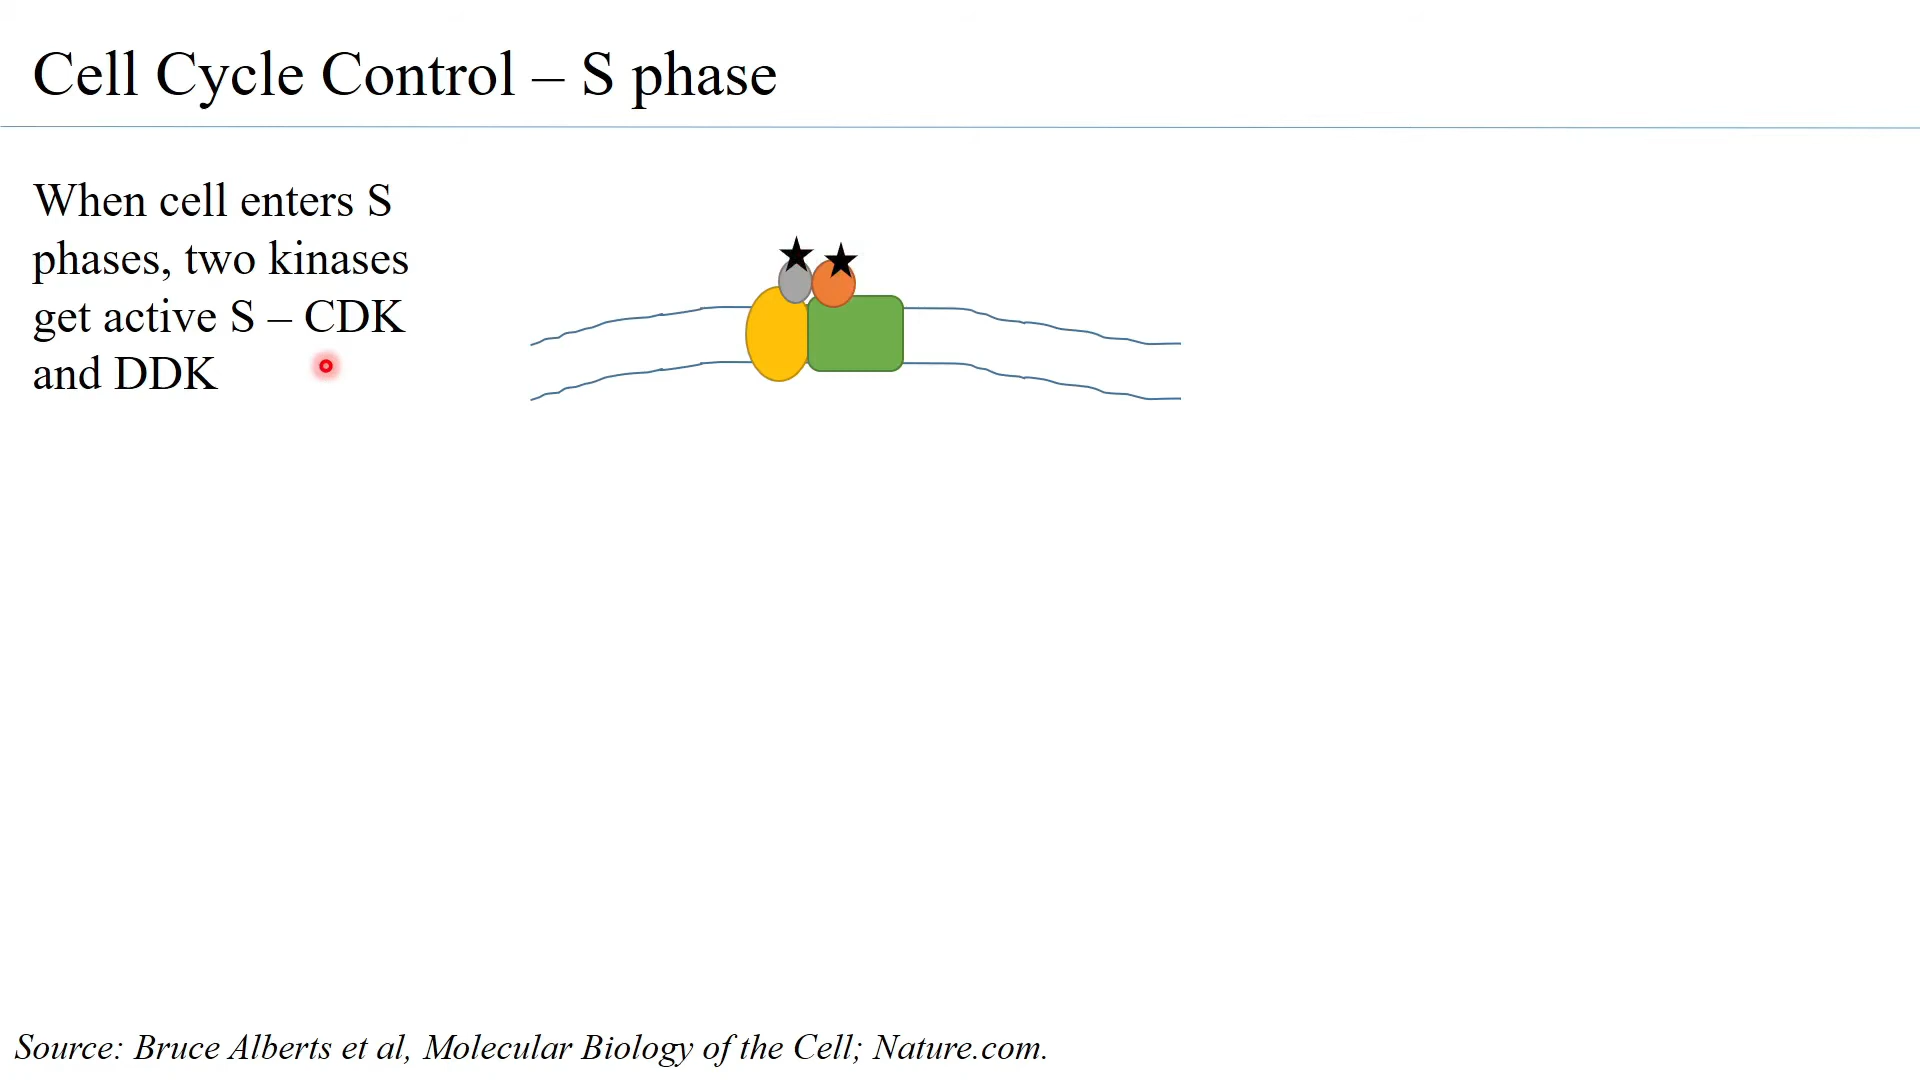 Cell Cycle Control – S phase
When cell enters S
phases, two kinases
get active S – CDK
and DDK
Source: Bruce Alberts et al, Molecular Biology of the Cell; Nature.com.